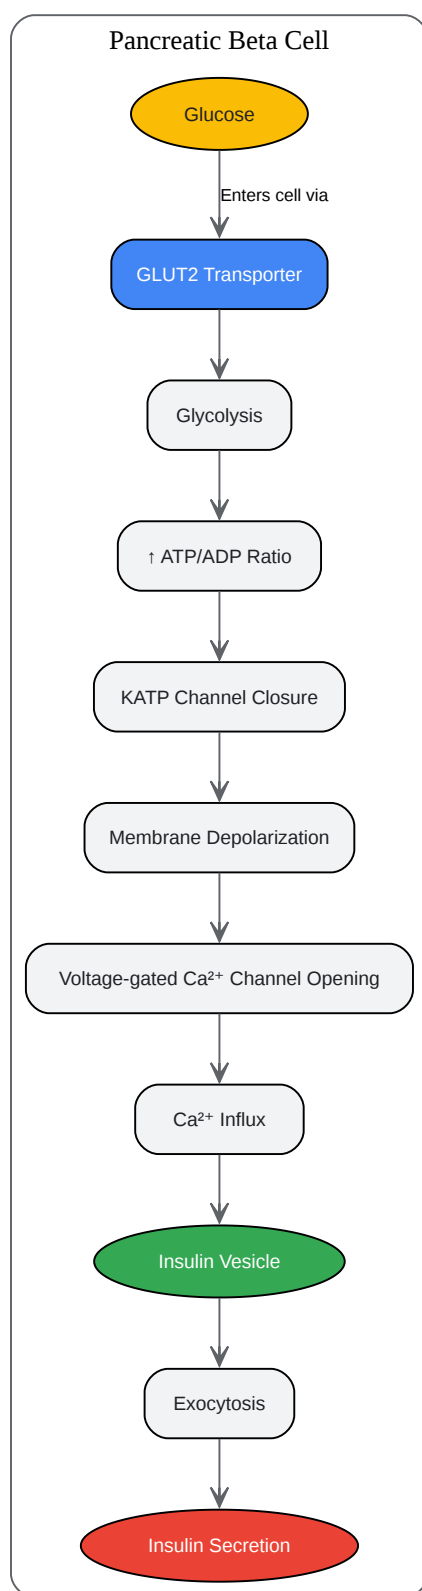 Pancreatic Beta Cell
Glucose
Enters cell via
GLUT2 Transporter
Glycolysis
↑ ATP/ADP Ratio
KATP Channel Closure
Membrane Depolarization
Voltage-gated Ca²⁺ Channel Opening
Ca²⁺ Influx
Insulin Vesicle
Exocytosis
Insulin Secretion